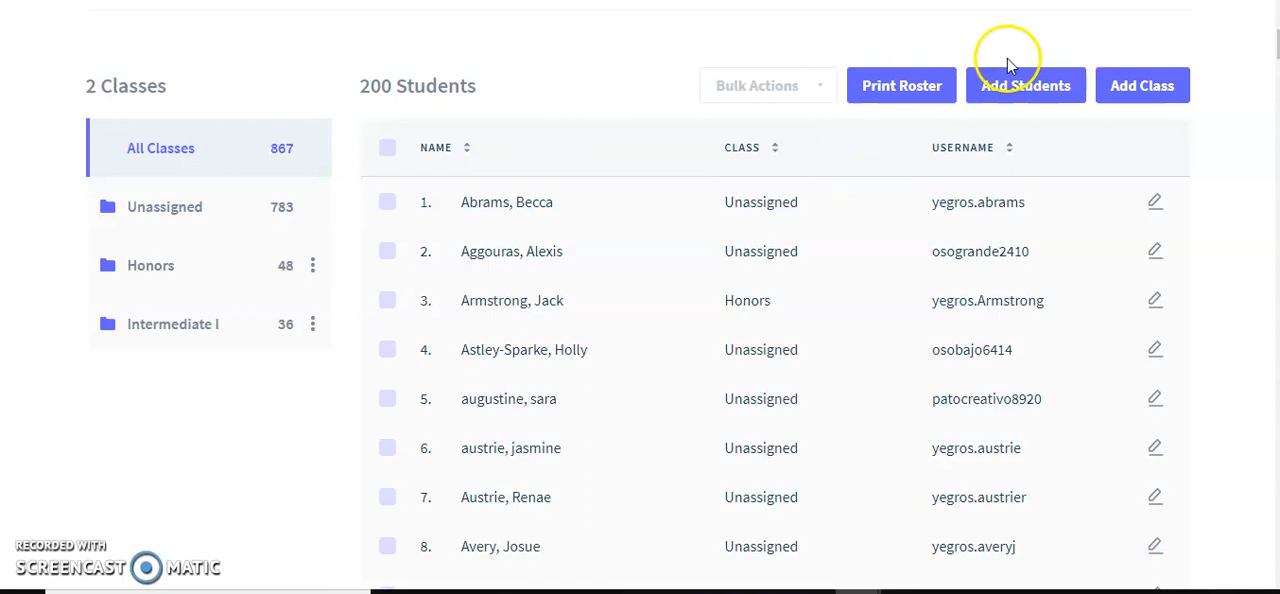 2 Classes
200 Students
Bulk Actions
Print Roster
Add Students
Add Class
All Classes 867
Unassigned 783
Honors 48
Intermediate I 36
NAME CLASS USERNAME
1. Abrams, Becca Unassigned yegros.abrams
2. Aggouras, Alexis Unassigned osogrande2410
3. Armstrong, Jack Honors yegros.Armstrong
4. Astley-Sparke, Holly Unassigned osobajo6414
5. augustine, sara Unassigned patocreativo8920
6. austrie, jasmine Unassigned yegros.austrie
7. Austrie, Renae Unassigned yegros.austrier
8. Avery, Josue Unassigned yegros.averyj
RECORDED WITH
SCREENCAST MATIC